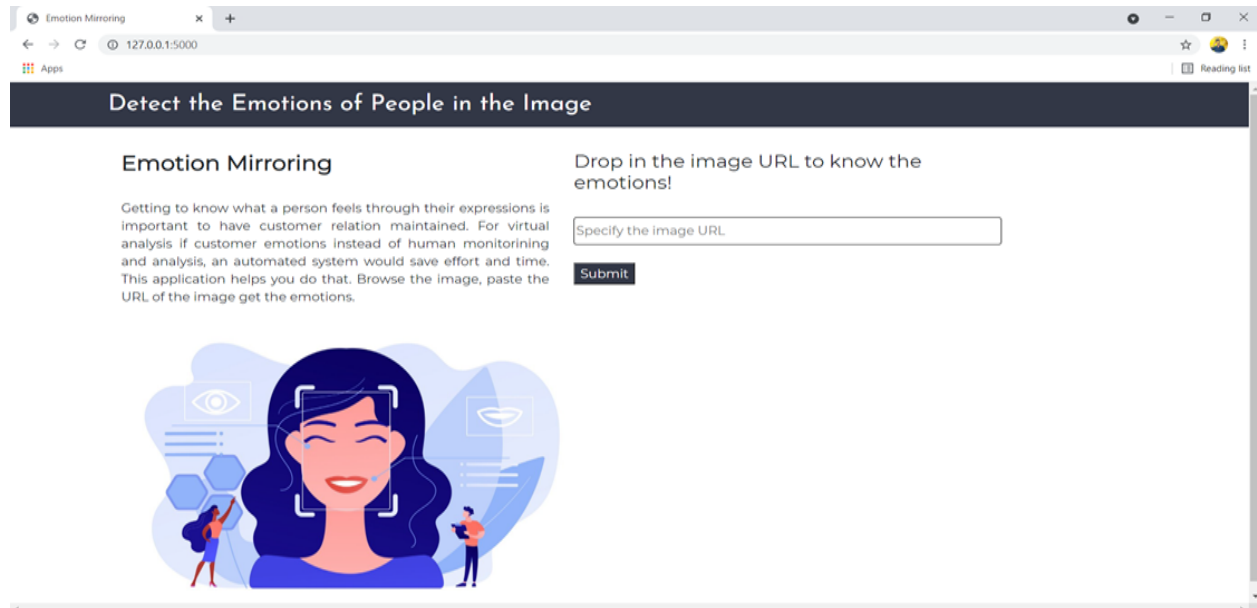 Emotion Mirroring
127.0.0.1:5000
Apps
Reading list
Detect the Emotions of People in the Image
Emotion Mirroring
Getting to know what a person feels through their expressions is
important to have customer relation maintained. For virtual
analysis if customer emotions instead of human monitorining
and analysis, an automated system would save effort and time.
This application helps you do that. Browse the image, paste the
URL of the image get the emotions.
Drop in the image URL to know the
emotions!
Specify the image URL
Submit